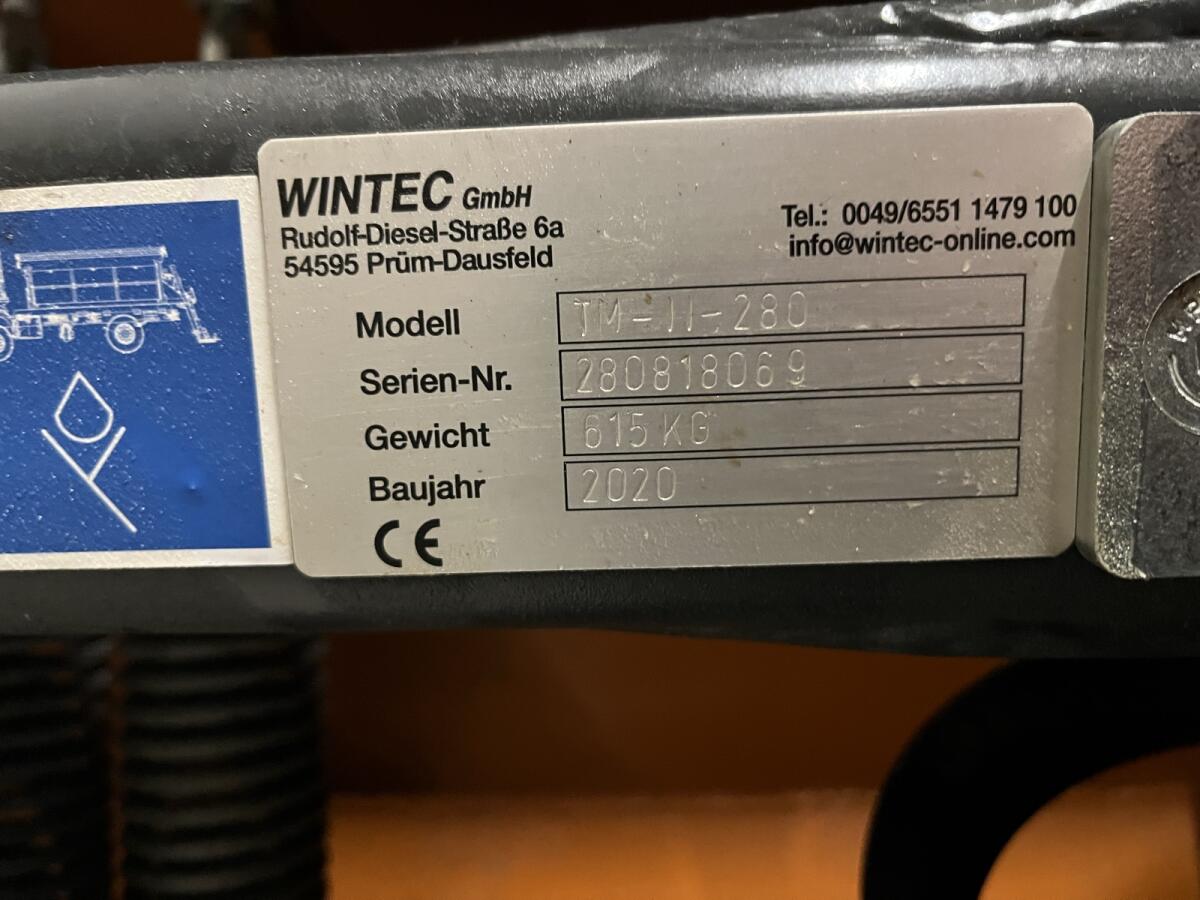 WINTEC GmbH
Rudolf-Diesel-Straße 6a
54595 Prüm-Dausfeld
Tel.: 0049/6551 1479 100
info@wintec-online.com
Modell TM-II-280
Serien-Nr. 280818069
Gewicht 615 KG
Baujahr 2020
CE